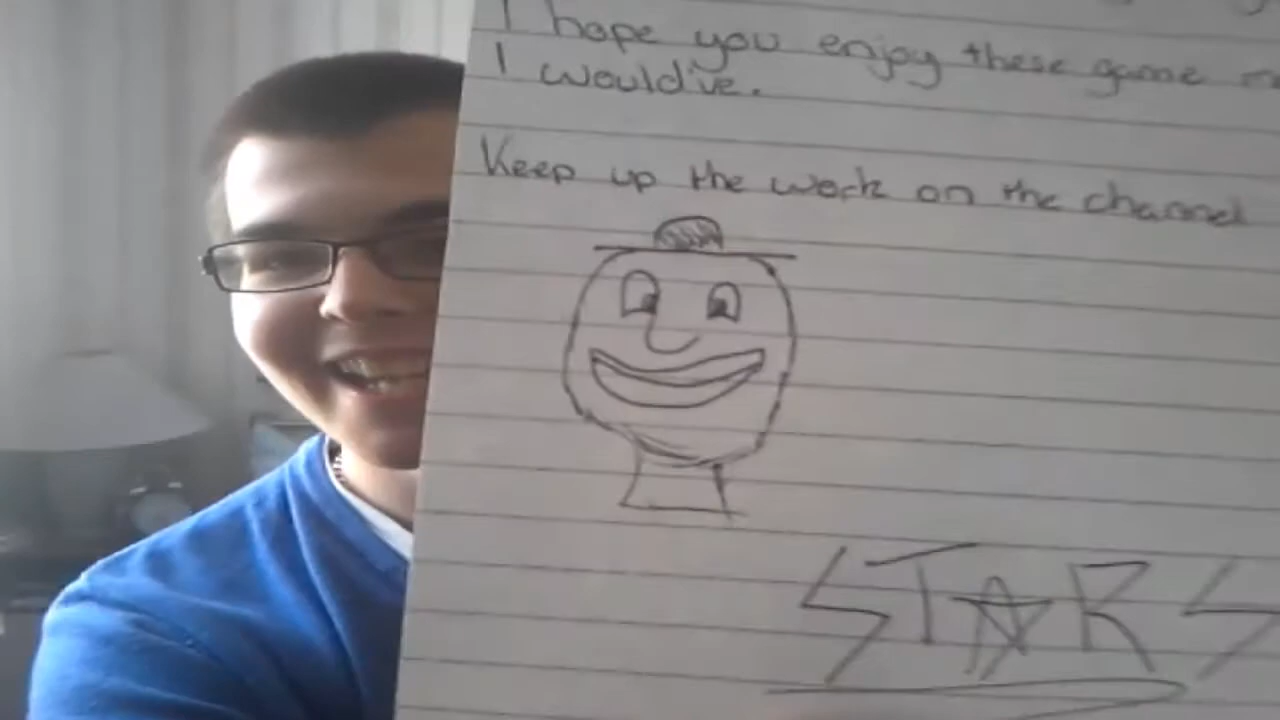 I hope you enjoy these game
I would've.
Keep up the work on the channel
STARS